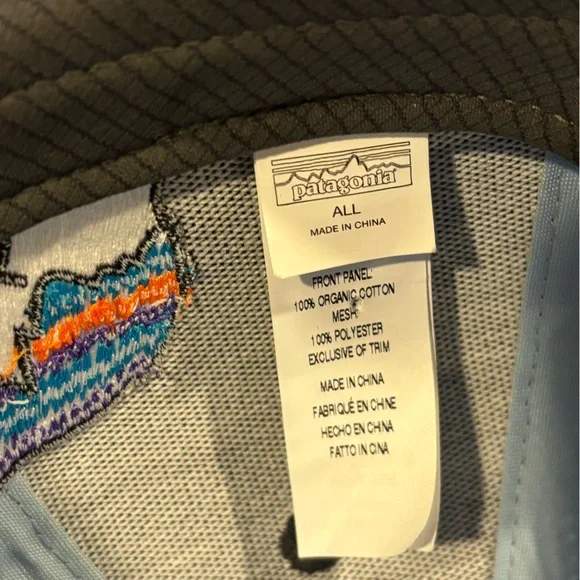 patagonia
ALL
MADE IN CHINA
FRONT PANEL:
100% ORGANIC COTTON
MESH:
100% POLYESTER
EXCLUSIVE OF TRIM
MADE IN CHINA
FABRIQUÉ EN CHINE
HECHO EN CHINA
FATTO IN CINA